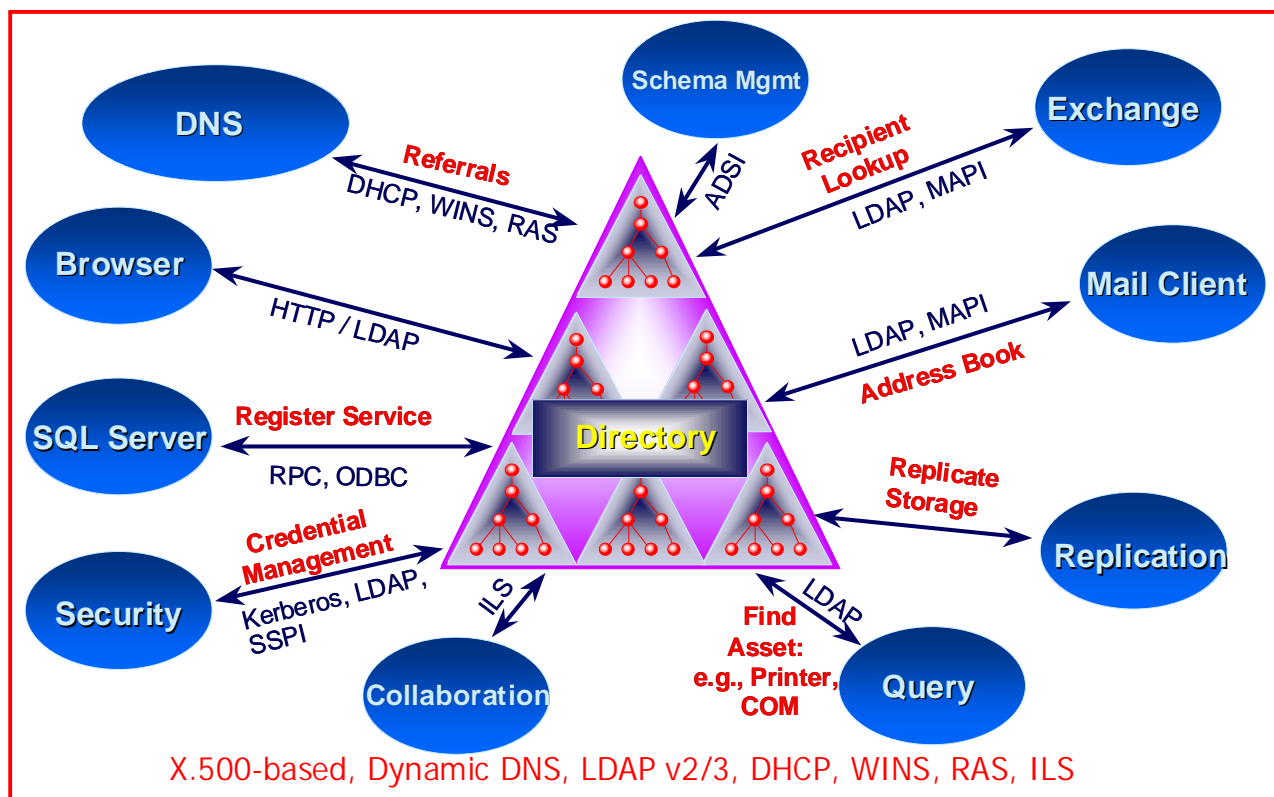 Schema Mgmt
DNS
Exchange
Referrals
DHCP, WINS, RAS
ADSI
Recipient
Lookup
LDAP, MAPI
Browser
HTTP / LDAP
Mail Client
LDAP, MAPI
Address Book
SQL Server
Register Service
RPC, ODBC
Directory
Replicate
Storage
Replication
Credential
Management
Kerberos, LDAP,
SSPI
Security
ILS
Collaboration
LDAP
Find
Asset:
e.g., Printer,
COM
Query
X.500-based, Dynamic DNS, LDAP v2/3, DHCP, WINS, RAS, ILS